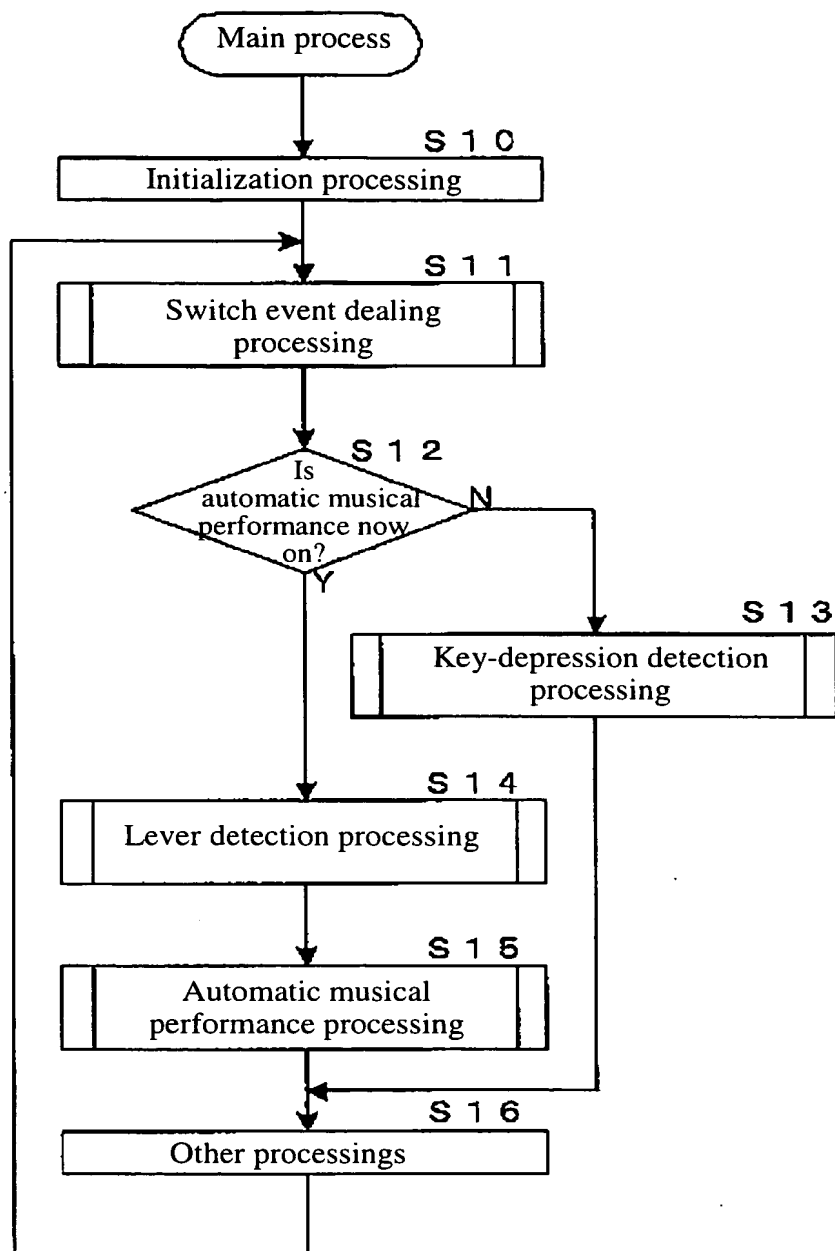 Main process
S10
Initialization processing
S11
Switch event dealing
processing
S12
Is
automatic musical
performance now
on?
N
Y
S13
Key-depression detection
processing
S14
Lever detection processing
S15
Automatic musical
performance processing
S16
Other processings